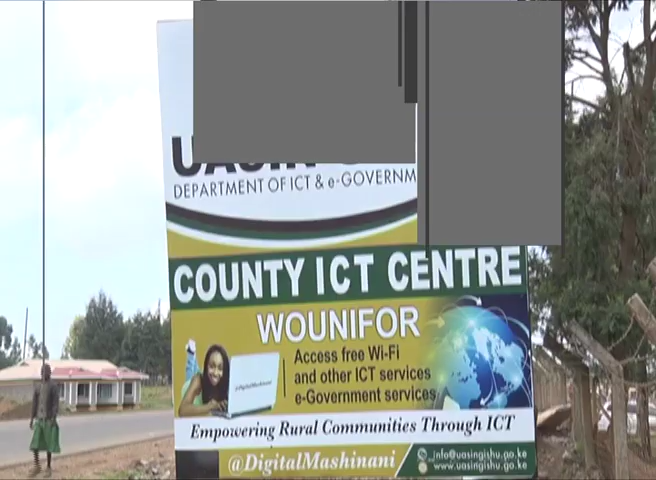 DEPARTMENT OF ICT & e-GOVERNM
COUNTY ICT CENTRE
WOUNIFOR
Access free Wi-Fi
and other ICT services
e-Government services
@DigitalMashinani
Empowering Rural Communities Through ICT
@DigitalMashinani
info@uasingishu.go.ke
www.uasingishu.go.ke